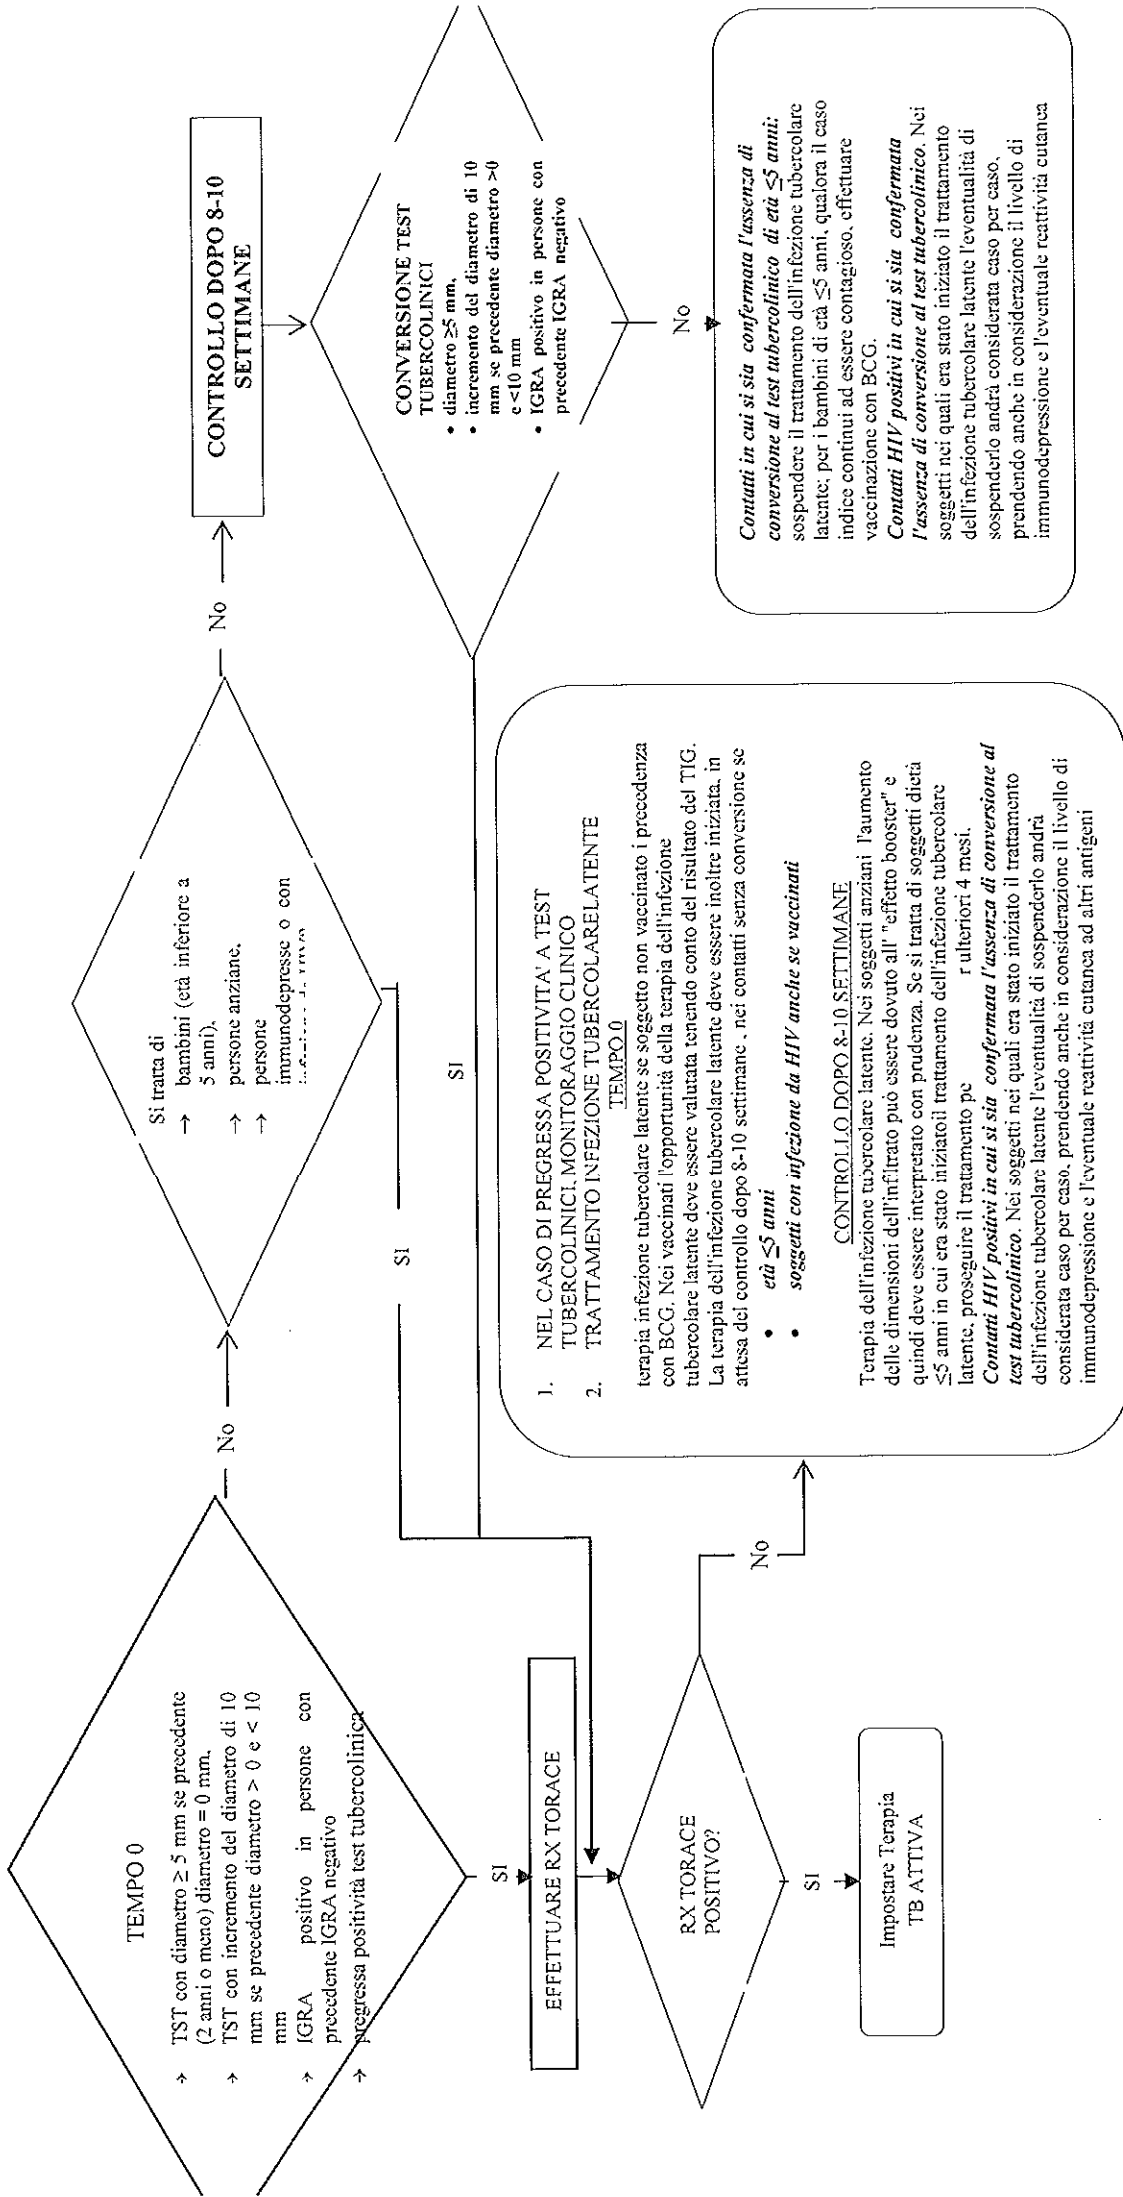 TEMPO 0
→ TST con diametro ≥ 5 mm se precedente
(2 anni o meno) diametro = 0 mm.
→ TST con incremento del diametro di 10
mm se precedente diametro > 0 e < 10
mm
→ IGRA positivo in persone con
precedente IGRA negativo
→ pregressa positività test tubercolinica
No
Si tratta di
→ bambini (età inferiore a
5 anni),
→ persone anziane,
→ persone
immunodepresse o con
No
CONTROLLO DOPO 8-10
SETTIMANE
CONVERSIONE TEST
TUBERCOLINICI
• diametro ≥5 mm,
• incremento del diametro di 10
mm se precedente diametro >0
e <10 mm
• IGRA positivo in persone con
precedente IGRA negativo
SI
SI
SI
No
EFFETTUARE RX TORACE
RX TORACE
POSITIVO?
No
SI
Impostare Terapia
TB ATTIVA
1. NEL CASO DI PREGRESSA POSITIVITA' A TEST
TUBERCOLINICI, MONITORAGGIO CLINICO
2. TRATTAMENTO INFEZIONE TUBERCOLARELATENTE
TEMPO 0
terapia infezione tubercolare latente se soggetto non vaccinato i precedenza
con BCG. Nei vaccinati l'opportunità della terapia dell'infezione
tubercolare latente deve essere valutata tenendo conto del risultato del TIG.
La terapia dell'infezione tubercolare latente deve essere inoltre iniziata, in
attesa del controllo dopo 8-10 settimane , nei contatti senza conversione se
• età ≤5 anni
• soggetti con infezione da HIV anche se vaccinati
CONTROLLO DOPO 8-10 SETTIMANE
Terapia dell'infezione tubercolare latente. Nei soggetti anziani l'aumento
delle dimensioni dell'infiltrato può essere dovuto all' "effetto booster" e
quindi deve essere interpretato con prudenza. Se si tratta di soggetti dietà
≤5 anni in cui era stato iniziatoil trattamento dell'infezione tubercolare
latente, proseguire il trattamento pe r ulteriori 4 mesi.
Contatti HIV positivi in cui si sia confermata l'assenza di conversione al
test tubercolinico. Nei soggetti nei quali era stato iniziato il trattamento
dell'infezione tubercolare latente l'eventualità di sospenderlo andrà
considerata caso per caso, prendendo anche in considerazione il livello di
immunodepressione e l'eventuale reattività cutanea ad altri antigeni
Contatti in cui si sia confermata l'assenza di
conversione al test tubercolinico di età ≤5 anni:
sospendere il trattamento dell'infezione tubercolare
latente; per i bambini di età ≤5 anni, qualora il caso
indice continui ad essere contagioso, effettuare
vaccinazione con BCG.
Contatti HIV positivi in cui si sia confermata
l'assenza di conversione al test tubercolinico. Nei
soggetti nei quali era stato iniziato il trattamento
dell'infezione tubercolare latente l'eventualità di
sospenderlo andrà considerata caso per caso,
prendendo anche in considerazione il livello di
immunodepressione e l'eventuale reattività cutanea